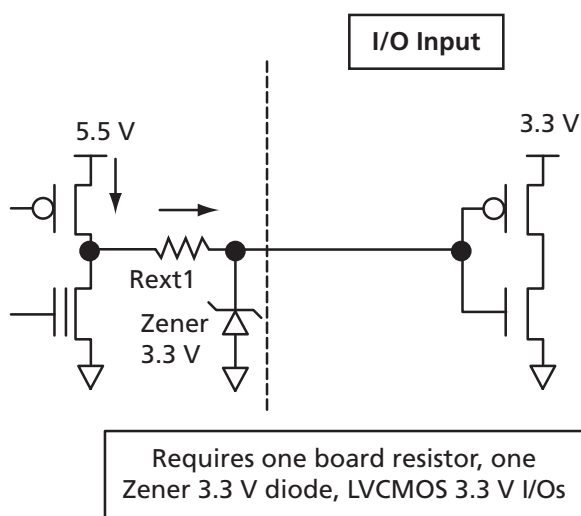 I/O Input
5.5 V
3.3 V
Rext1
Zener
3.3 V
Requires one board resistor, one
Zener 3.3 V diode, LVCMOS 3.3 V I/Os